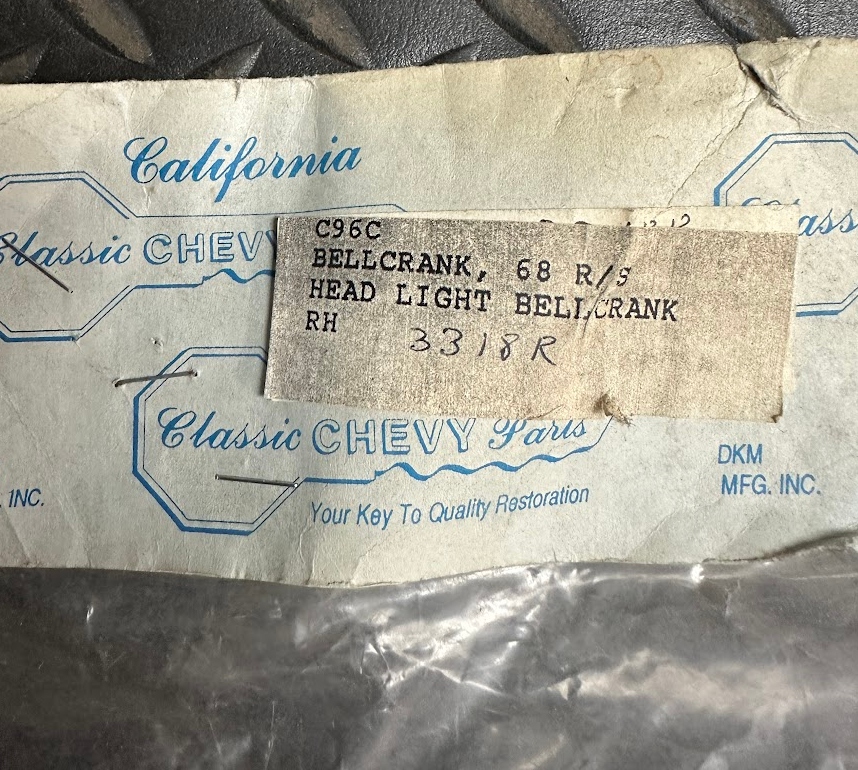 California
Classic CHEVY
C96C
BELLCRANK, 68 R/S
HEAD LIGHT BELLCRANK
RH
3318R
Classic CHEVY Parts
Your Key To Quality Restoration
DKM
MFG. INC.
INC.